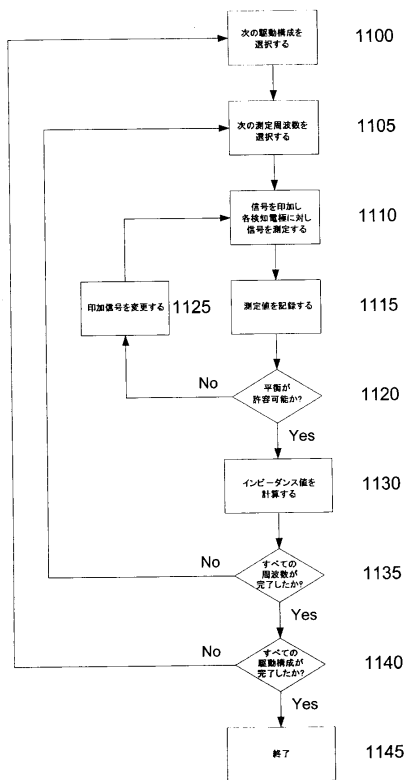 次の駆動構成を
選択する
1100
次の測定周波数を
選択する
1105
信号を印加し
各検知電極に対し
信号を測定する
1110
印加信号を変更する
1125
測定値を記録する
1115
No
平衡が
許容可能か?
1120
Yes
インピーダンス値を
計算する
1130
No
すべての
周波数が
完了したか?
1135
Yes
No
すべての
駆動構成が
完了したか?
1140
Yes
終了
1145